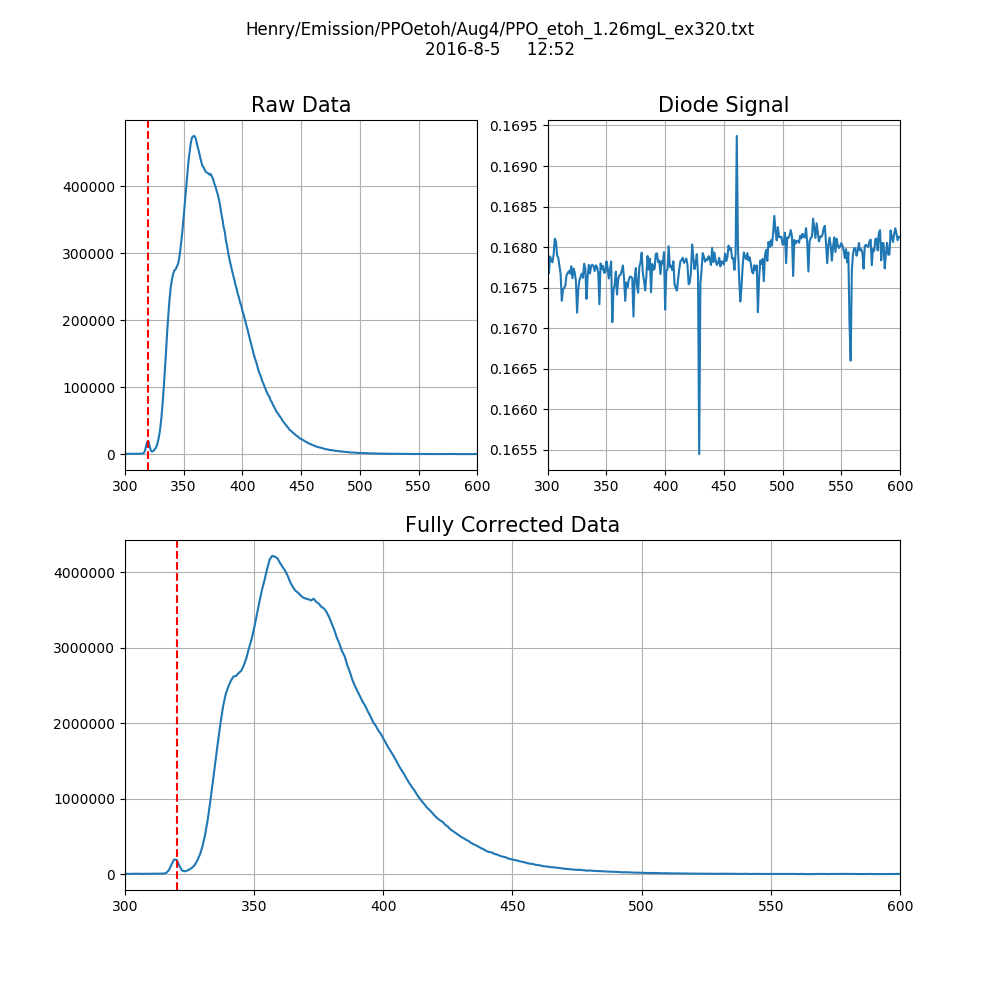 Henry/Emission/PPOetoh/Aug4/PPO_etoh_1.26mgL_ex320.txt
2016-8-5 12:52
Raw Data
400000
300000
200000
100000
0
300 350 400 450 500 550 600
Diode Signal
0.1695
0.1690
0.1685
0.1680
0.1675
0.1670
0.1665
0.1660
0.1655
300 350 400 450 500 550 600
Fully Corrected Data
4000000
3000000
2000000
1000000
0
300 350 400 450 500 550 600